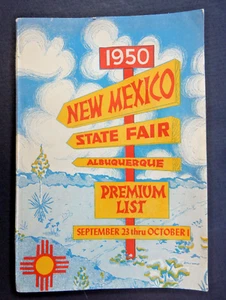 1950
NEW MEXICO
STATE FAIR
ALBUQUERQUE
PREMIUM
LIST
SEPTEMBER 23 thru OCTOBER 1